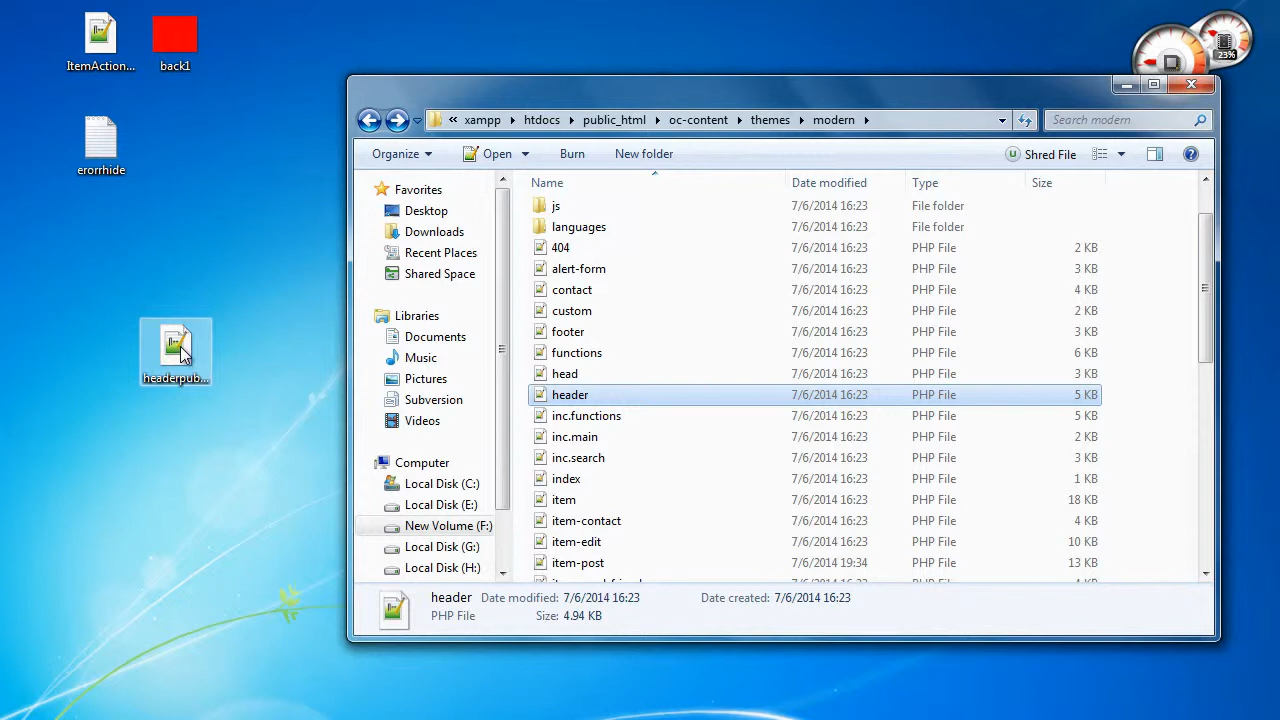 ItemAction...
back1
erorrhide
headerpub...
23%
« xampp htdocs public_html oc-content themes modern
Search modern
Organize Open Burn New folder Shred File
Name Date modified Type Size
Favorites
Desktop
Downloads
Recent Places
Shared Space
Libraries
Documents
Music
Pictures
Subversion
Videos
Computer
Local Disk (C:)
Local Disk (E:)
New Volume (F:)
Local Disk (G:)
Local Disk (H:)
js 7/6/2014 16:23 File folder
languages 7/6/2014 16:23 File folder
404 7/6/2014 16:23 PHP File 2 KB
alert-form 7/6/2014 16:23 PHP File 3 KB
contact 7/6/2014 16:23 PHP File 4 KB
custom 7/6/2014 16:23 PHP File 2 KB
footer 7/6/2014 16:23 PHP File 2 KB
functions 7/6/2014 16:23 PHP File 6 KB
head 7/6/2014 16:23 PHP File 3 KB
header 7/6/2014 16:23 PHP File 5 KB
inc.functions 7/6/2014 16:23 PHP File 4 KB
inc.main 7/6/2014 16:23 PHP File 2 KB
inc.search 7/6/2014 16:23 PHP File 3 KB
index 7/6/2014 16:23 PHP File 1 KB
item 7/6/2014 16:23 PHP File 18 KB
item-contact 7/6/2014 16:23 PHP File 4 KB
item-edit 7/6/2014 16:23 PHP File 10 KB
item-post 7/6/2014 19:34 PHP File 13 KB
header Date modified: 7/6/2014 16:23 Date created: 7/6/2014 16:23
PHP File Size: 4.94 KB